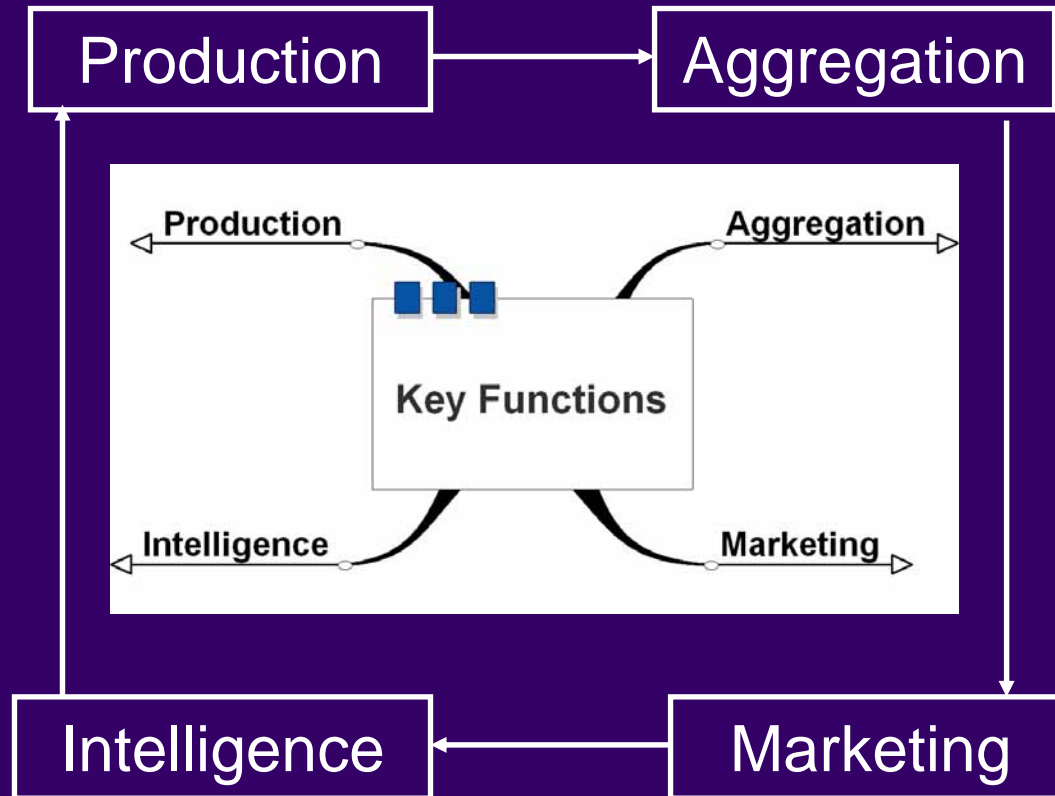 Production
Aggregation
Production
Aggregation
Key Functions
Intelligence
Marketing
Intelligence
Marketing